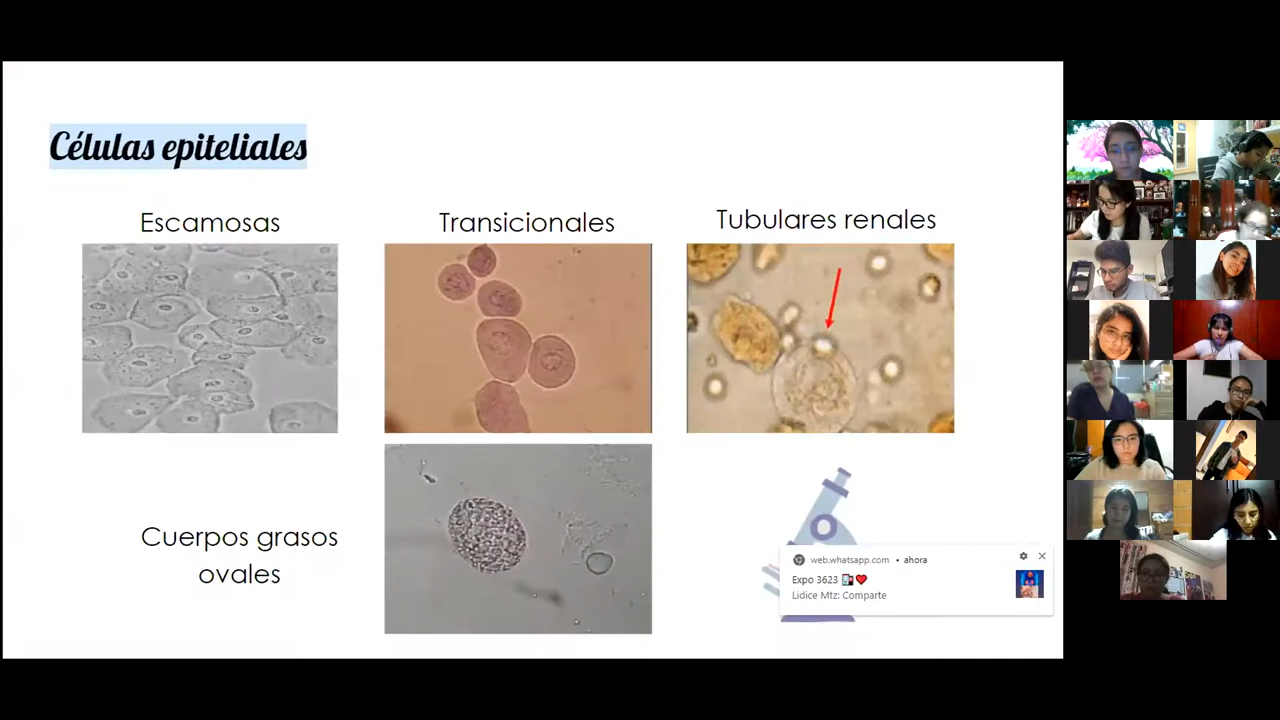 Células epiteliales
Escamosas
Transicionales
Tubulares renales
Cuerpos grasos
ovales
web.whatsapp.com • ahora
Expo 3623
Lidice Mtz: Comparte